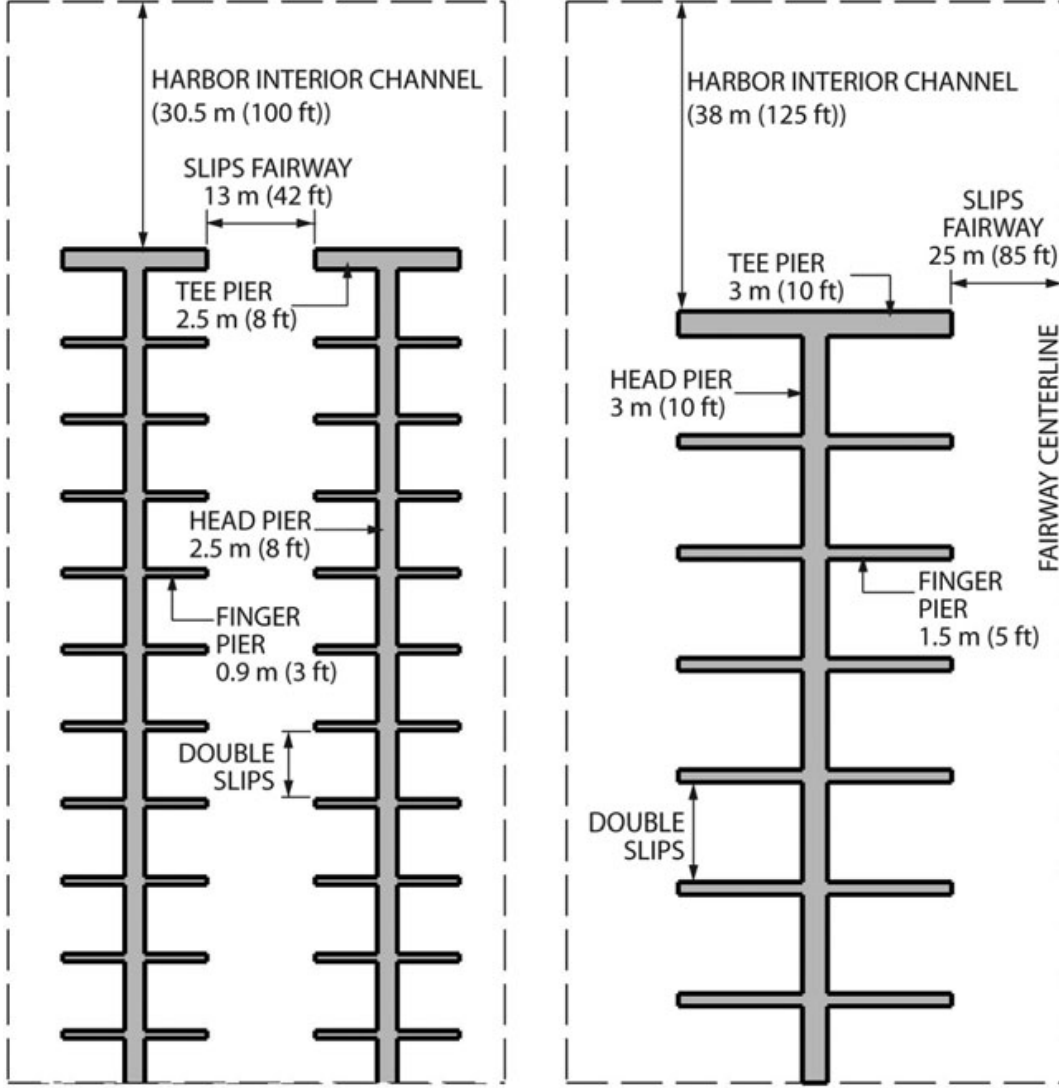 HARBOR INTERIOR CHANNEL
(30.5 m (100 ft))
SLIPS FAIRWAY
13 m (42 ft)
TEE PIER
2.5 m (8 ft)
HEAD PIER
2.5 m (8 ft)
FINGER
PIER
0.9 m (3 ft)
DOUBLE
SLIPS
HARBOR INTERIOR CHANNEL
(38 m (125 ft))
SLIPS
FAIRWAY
25 m (85 ft)
TEE PIER
3 m (10 ft)
HEAD PIER
3 m (10 ft)
FAIRWAY CENTERLINE
FINGER
PIER
1.5 m (5 ft)
DOUBLE
SLIPS